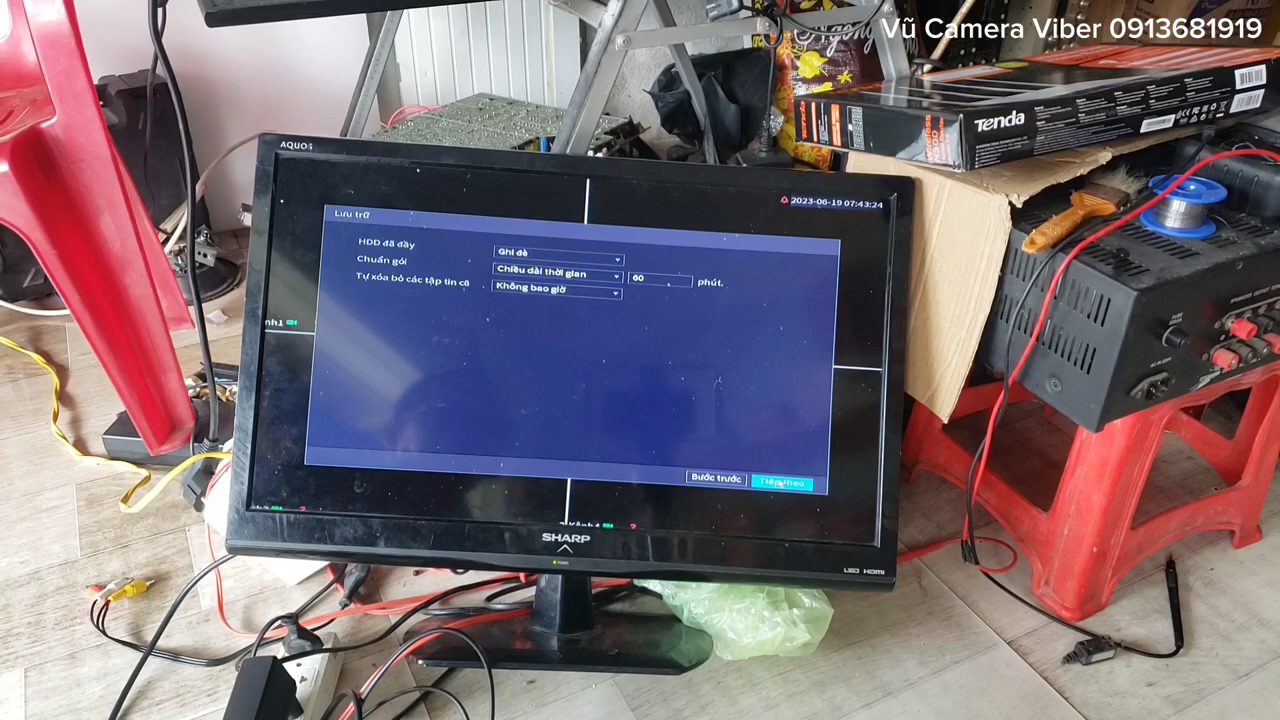 Vũ Camera Viber 0913681919
Tenda
AQUOS
2023-06-19 07:43:24
Lưu trữ
HDD đã đầy
Ghi đè
Chuẩn gói
Chiều dài thời gian
60
phút.
Tự xóa bỏ các tập tin cũ
Không bao giờ
Bước trước
Tiếp theo
SHARP
LED HDMI